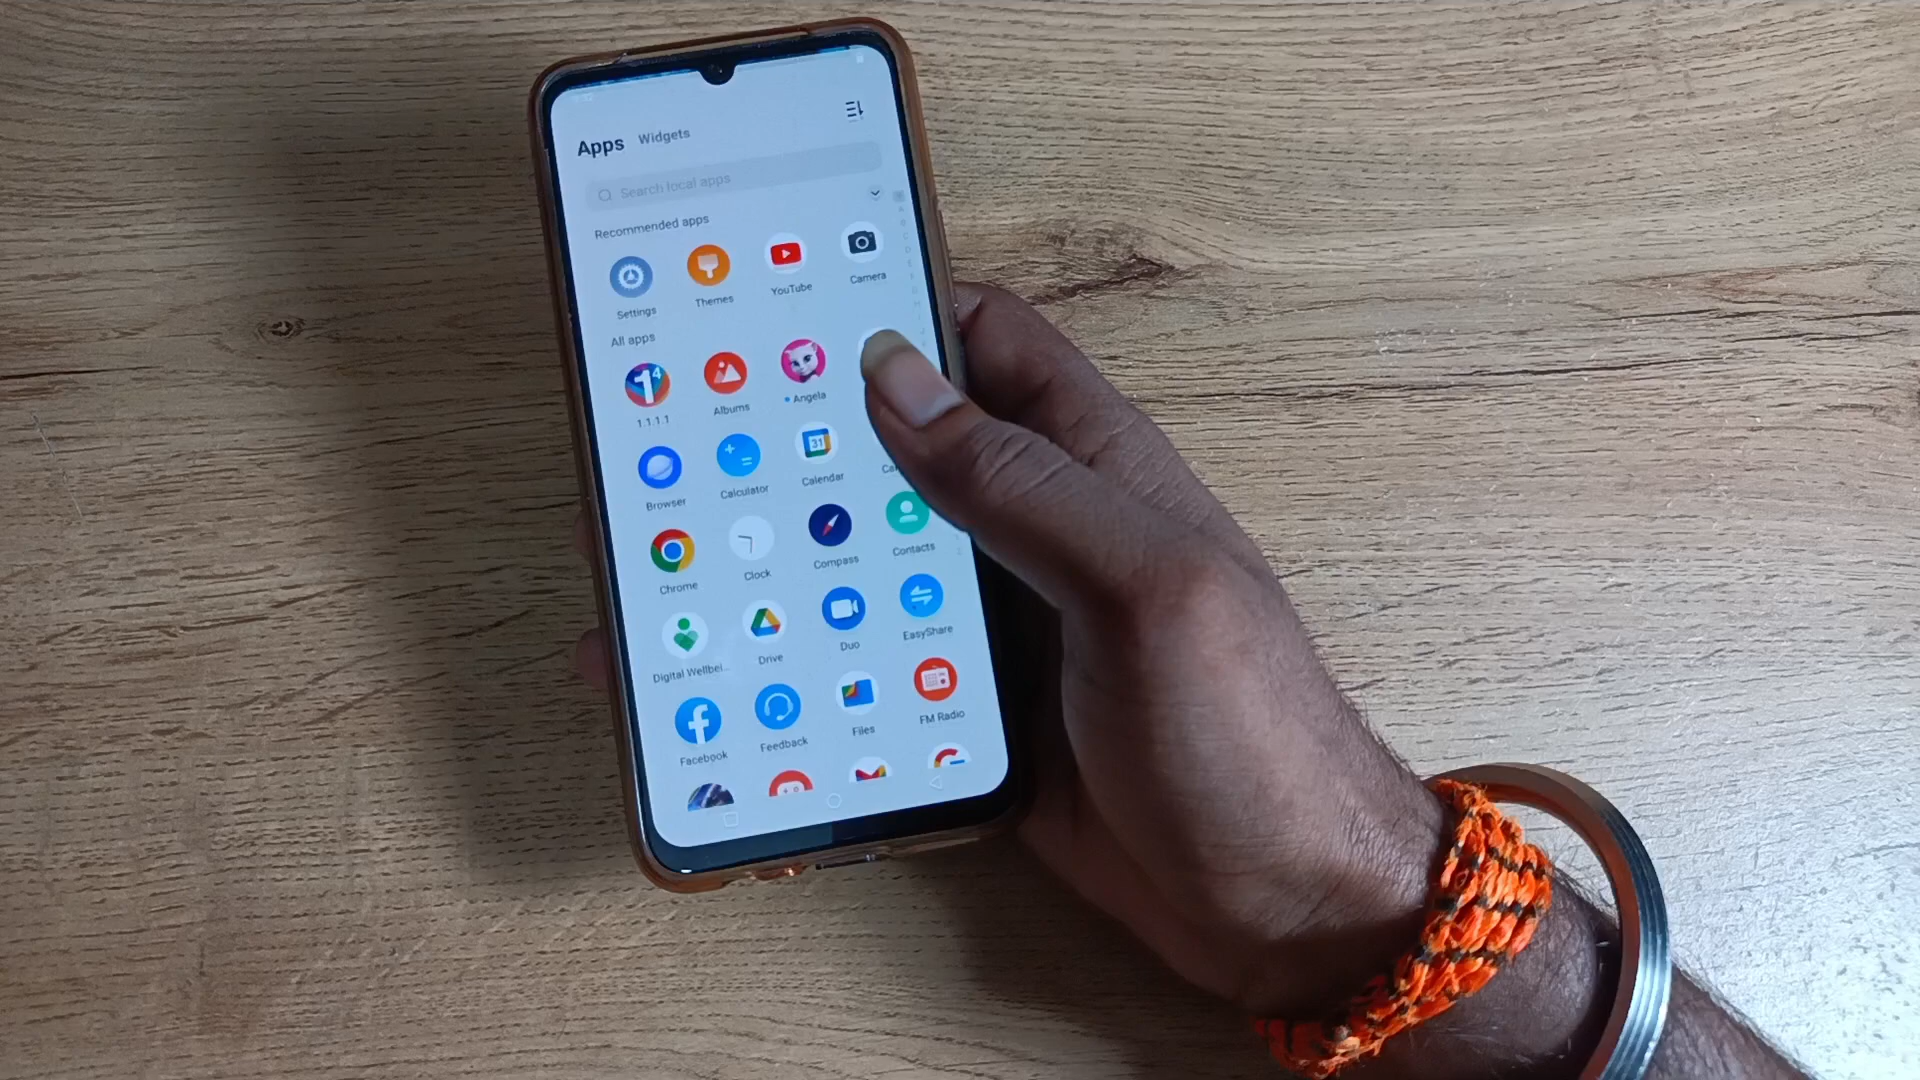 Apps Widgets
Search local apps
Recommended apps
Settings Themes YouTube Camera
All apps
1.1.1.1 Albums Angela
Browser Calculator Calendar
Chrome Clock Compass Contacts
Digital Wellbei... Drive Duo EasyShare
Facebook Feedback Files FM Radio